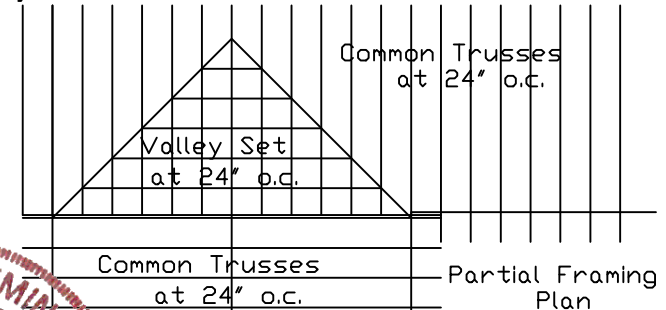 Common Trusses
at 24" o.c.
Valley Set
at 24" o.c.
Common Trusses
at 24" o.c.
Partial Framing
Plan